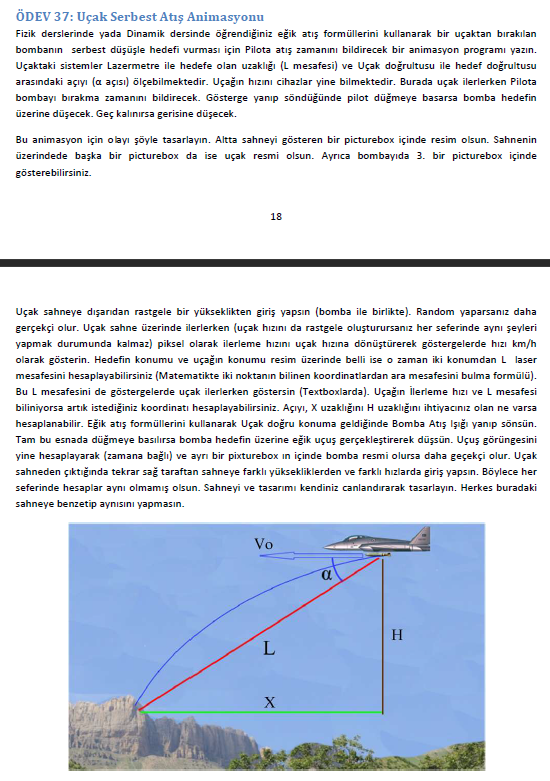 ÖDEV 37: Uçak Serbest Atış Animasyonu
Fizik derslerinde yada Dinamik dersinde öğrendiğiniz eğik atış formüllerini kullanarak bir uçaktan bırakılan
bombanın serbest düşüşle hedefi vurması için Pilota atış zamanını bildirecek bir animasyon programı yazın.
Uçaktaki sistemler Lazermetre ile hedefe olan uzaklığı (L mesafesi) ve Uçak doğrultusu ile hedef doğrultusu
arasındaki açıyı (α açısı) ölçebilmektedir. Uçağın hızını cihazlar yine bilmektedir. Burada uçak ilerlerken Pilota
bombayı bırakma zamanını bildirecek. Gösterge yanıp söndüğünde pilot düğmeye basarsa bomba hedefin
üzerine düşecek. Geç kalınırsa gerisine düşecek.
Bu animasyon için olayı şöyle tasarlayın. Altta sahneyi gösteren bir picturebox içinde resim olsun. Sahnenin
üzerindede başka bir picturebox da ise uçak resmi olsun. Ayrıca bombayıda 3. bir picturebox içinde
gösterebilirsiniz.
18
Uçak sahneye dışarıdan rastgele bir yükseklikten giriş yapsın (bomba ile birlikte). Random yaparsanız daha
gerçekçi olur. Uçak sahne üzerinde ilerlerken (uçak hızını da rastgele oluşturursanız her seferinde aynı şeyleri
yapmak durumunda kalmaz) piksel olarak ilerleme hızını uçak hızına dönüştürerek göstergelerde hızı km/h
olarak gösterin. Hedefin konumu ve uçağın konumu resim üzerinde belli ise o zaman iki konumdan L laser
mesafesini hesaplayabilirsiniz (Matematikte iki noktanın bilinen koordinatlardan ara mesafesini bulma formülü).
Bu L mesafesini de göstergelerde uçak ilerlerken göstersin (Textboxlarda). Uçağın İlerleme hızı ve L mesafesi
biliniyorsa artık istediğiniz koordinatı hesaplayabilirsiniz. Açıyı, X uzaklığını H uzaklığını ihtiyacınız olan ne varsa
hesaplanabilir. Eğik atış formüllerini kullanarak Uçak doğru konuma geldiğinde Bomba Atış Işığı yanıp sönsün.
Tam bu esnada düğmeye basılırsa bomba hedefin üzerine eğik uçuş gerçekleştirerek düşsün. Uçuş görüngesini
yine hesaplayarak (zamana bağlı) ve ayrı bir pixturebox ın içinde bomba resmi olursa daha geçekçi olur. Uçak
sahneden çıktığında tekrar sağ taraftan sahneye farklı yüksekliklerden ve farklı hızlarda giriş yapsın. Böylece her
seferinde hesaplar aynı olmamış olsun. Sahneyi ve tasarımı kendiniz canlandırarak tasarlayın. Herkes buradaki
sahneye benzetip aynısını yapmasın.
Vo
α
H
L
X